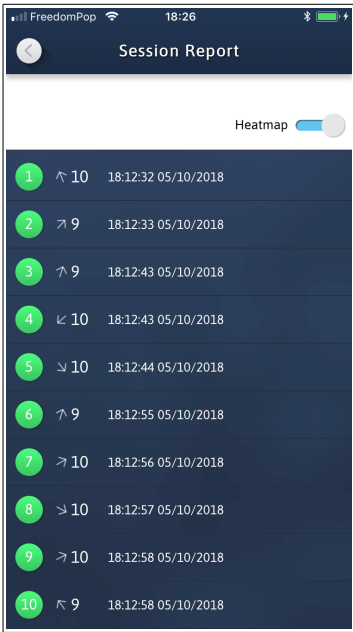 FreedomPop 18:26
Session Report
Heatmap
1 10 18:12:32 05/10/2018
2 9 18:12:33 05/10/2018
3 9 18:12:43 05/10/2018
4 10 18:12:43 05/10/2018
5 10 18:12:44 05/10/2018
6 9 18:12:55 05/10/2018
7 10 18:12:56 05/10/2018
8 10 18:12:57 05/10/2018
9 10 18:12:58 05/10/2018
10 9 18:12:58 05/10/2018